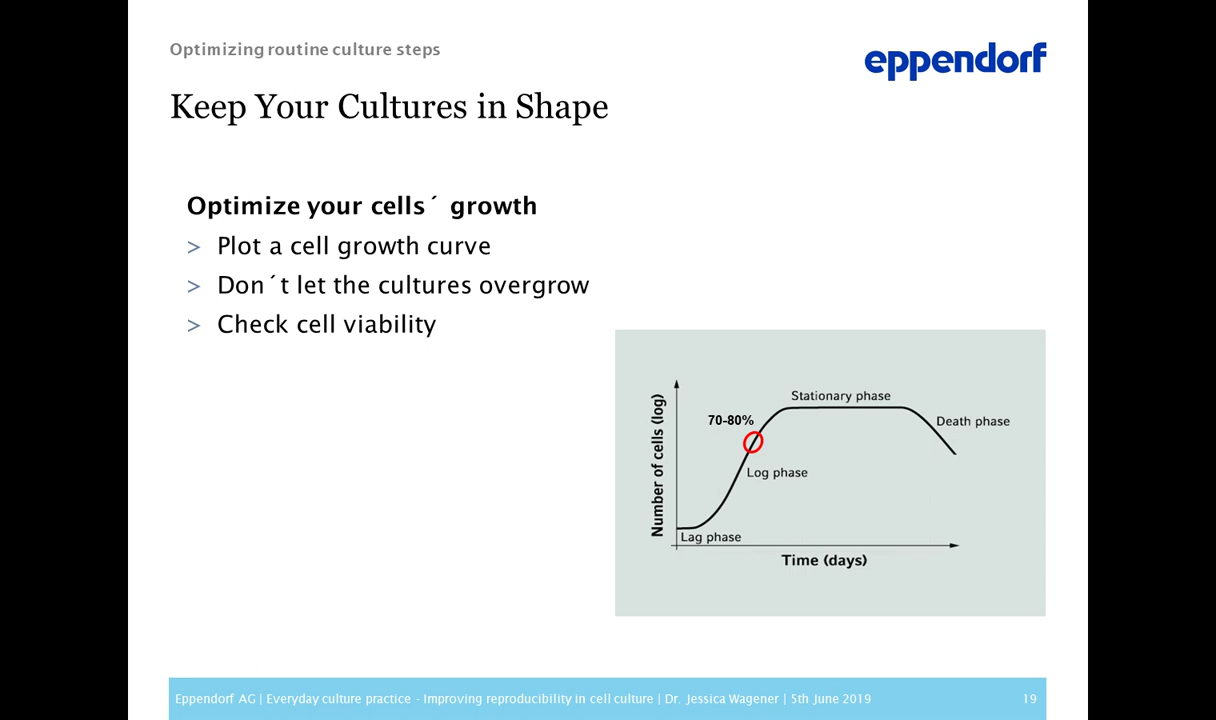 Optimizing routine culture steps
eppendorf
Keep Your Cultures in Shape
Optimize your cells´ growth
> Plot a cell growth curve
> Don´t let the cultures overgrow
> Check cell viability
Number of cells (log)
Stationary phase
70-80%
Death phase
Log phase
Lag phase
Time (days)
Eppendorf AG | Everyday culture practice - Improving reproducibility in cell culture | Dr. Jessica Wagener | 5th June 2019
19